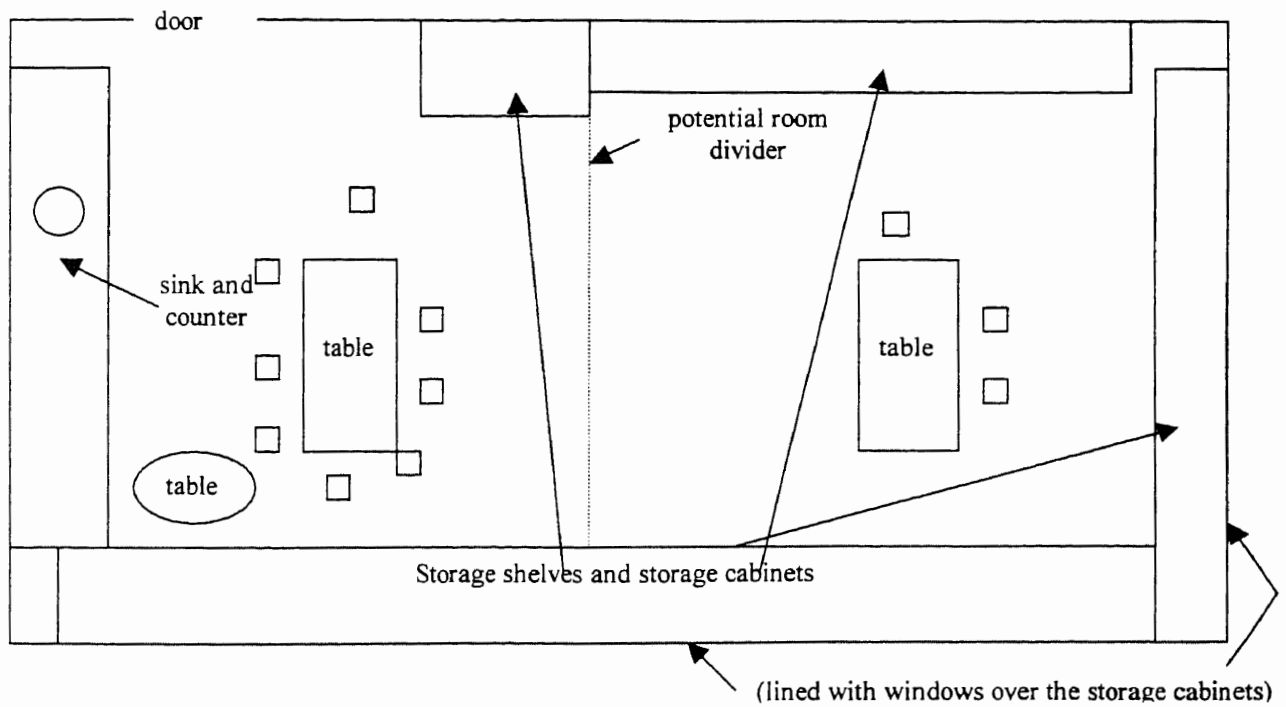 door
potential room
divider
sink and
counter
table
table
table
Storage shelves and storage cabinets
(lined with windows over the storage cabinets)